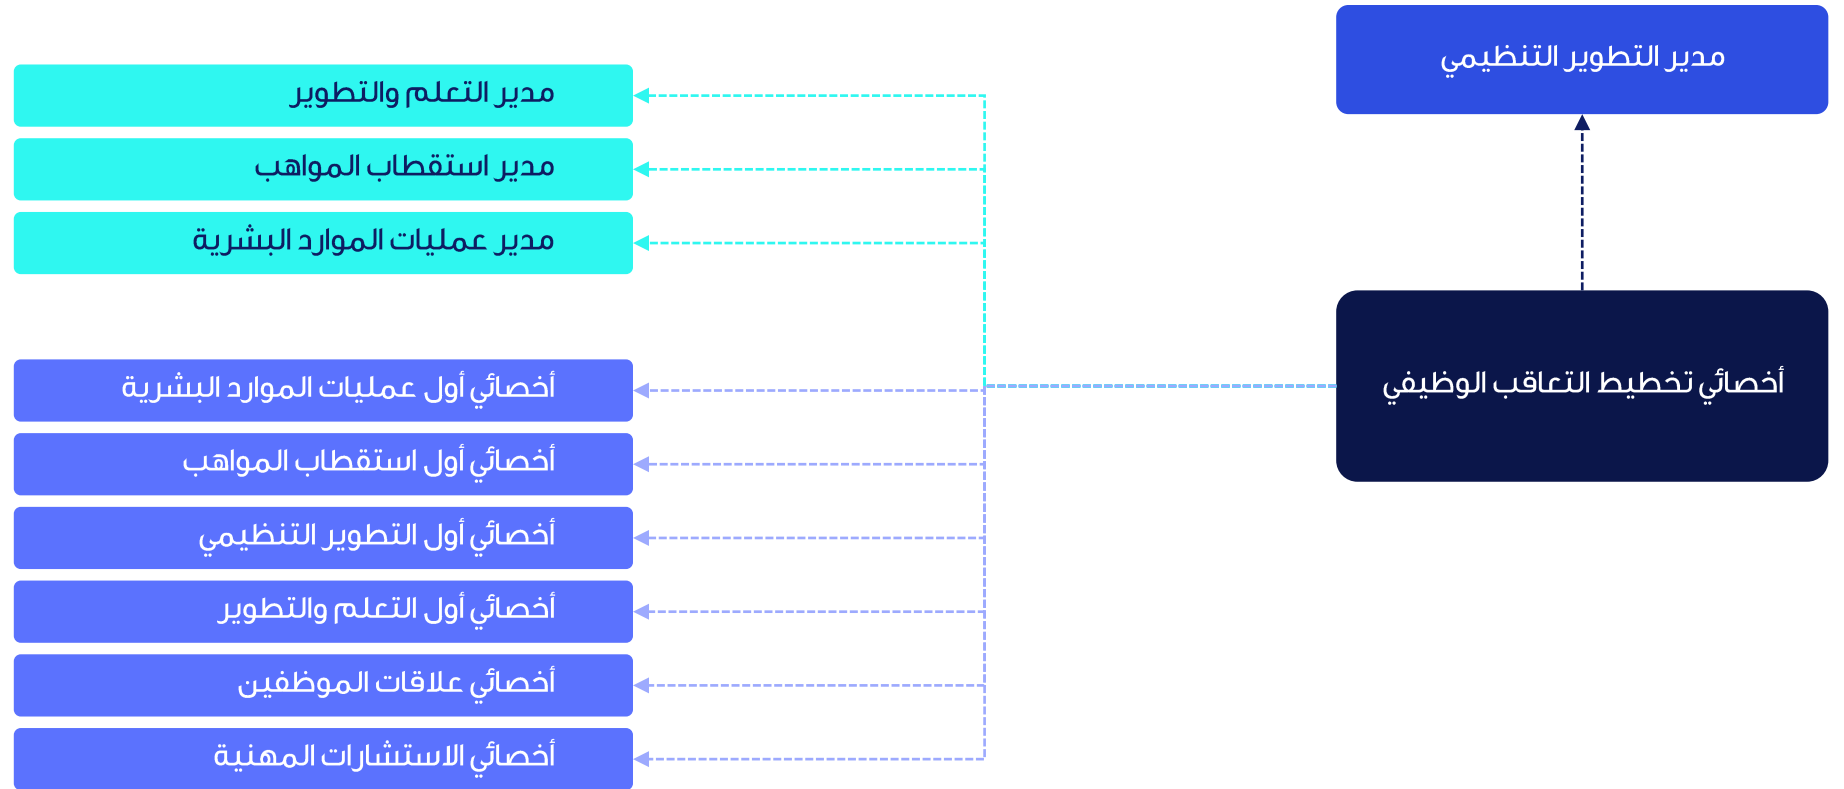 مدير التطوير التنظيمي
أخصائي تخطيط التعاقب الوظيفي
مدير التعلم والتطوير
مدير استقطاب المواهب
مدير عمليات الموارد البشرية
أخصائي أول عمليات الموارد البشرية
أخصائي أول استقطاب المواهب
أخصائي أول التطوير التنظيمي
أخصائي أول التعلم والتطوير
أخصائي علاقات الموظفين
أخصائي الاستشارات المهنية